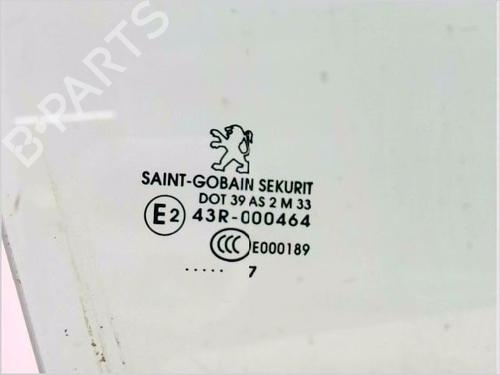 B-PARTS
SAINT-GOBAIN SEKURIT
DOT 39 AS 2 M 33
E2 43R-000464
CCC E000189
..... 7